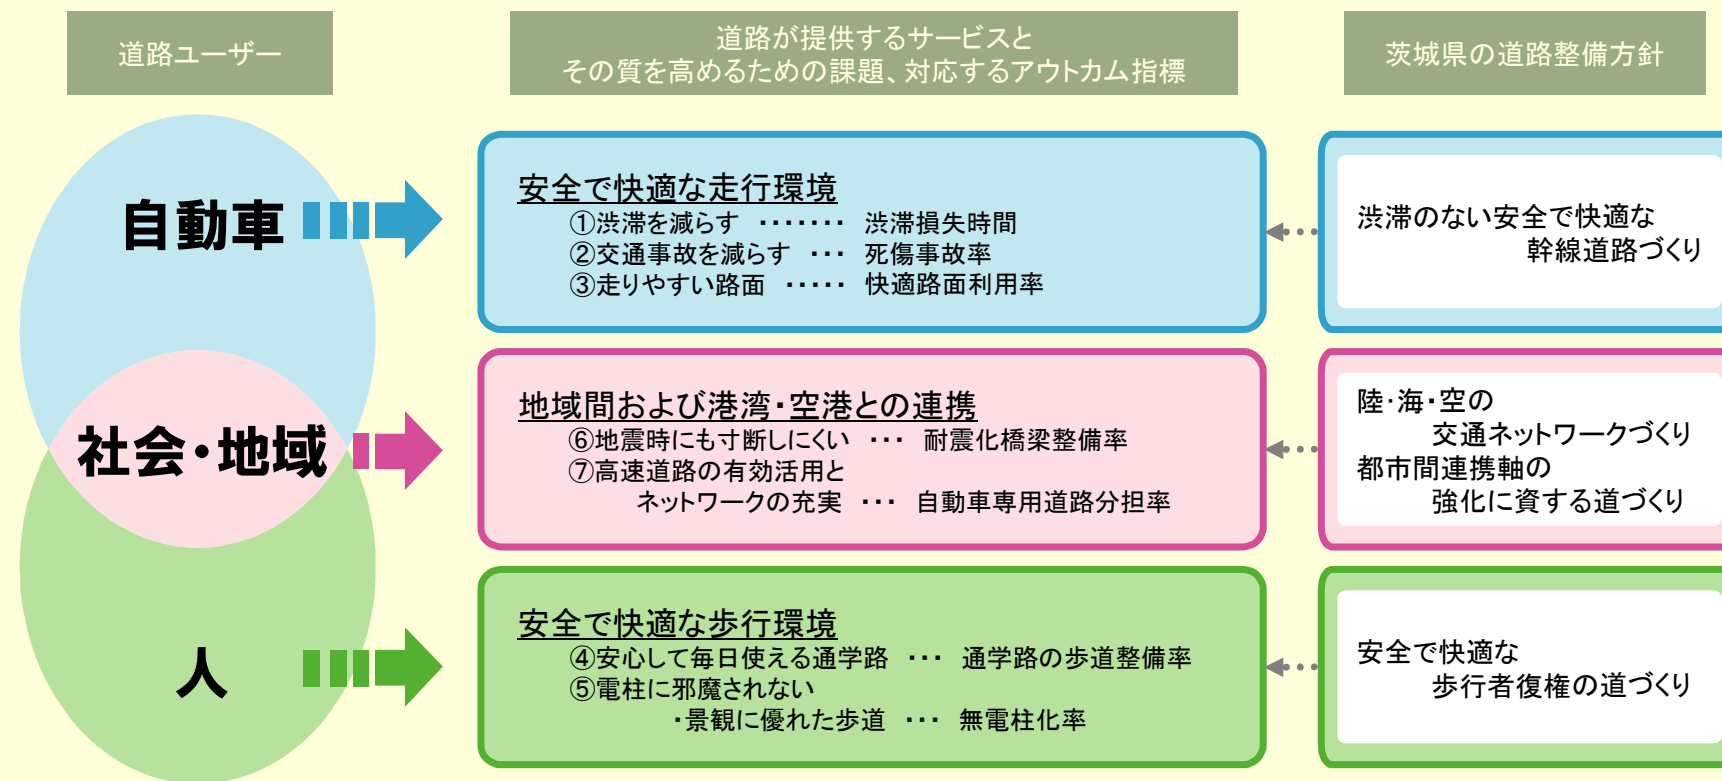 道路ユーザー
道路が提供するサービスと
その質を高めるための課題、対応するアウトカム指標
茨城県の道路整備方針
自動車
安全で快適な走行環境
①渋滞を減らす ・・・・・・・ 渋滞損失時間
②交通事故を減らす ・・・ 死傷事故率
③走りやすい路面 ・・・・・ 快適路面利用率
渋滞のない安全で快適な
幹線道路づくり
社会・地域
地域間および港湾・空港との連携
⑥地震時にも寸断しにくい ・・・ 耐震化橋梁整備率
⑦高速道路の有効活用と
ネットワークの充実 ・・・ 自動車専用道路分担率
陸・海・空の
交通ネットワークづくり
都市間連携軸の
強化に資する道づくり
人
安全で快適な歩行環境
④安心して毎日使える通学路 ・・・ 通学路の歩道整備率
⑤電柱に邪魔されない
・景観に優れた歩道 ・・・ 無電柱化率
安全で快適な
歩行者復権の道づくり